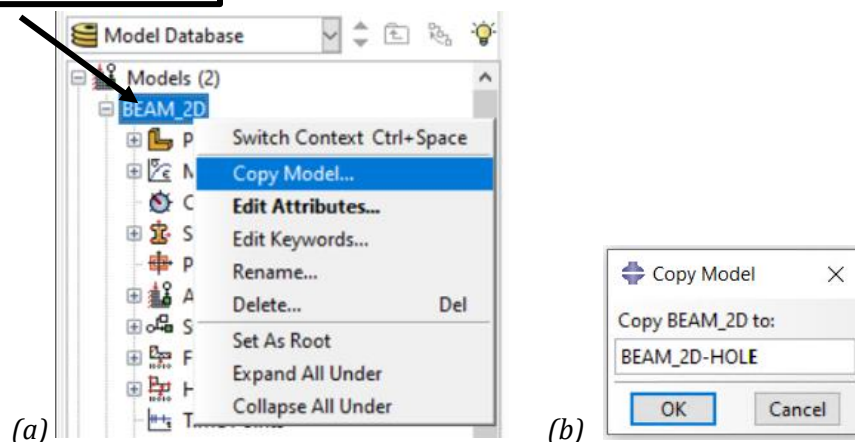 Model Database
Models (2)
BEAM_2D
P
Switch Context Ctrl+Space
N
Copy Model...
C
Edit Attributes...
S
Edit Keywords...
P
Rename...
A
Delete... Del
S
Set As Root
F
Expand All Under
H
Collapse All Under
(a)
Copy Model
Copy BEAM_2D to:
BEAM_2D-HOLE
OK Cancel
(b)